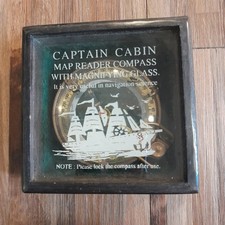 CAPTAIN CABIN
MAP READER COMPASS
WITH MAGNIFYING GLASS.
It is very useful in navigation science
NOTE : Please lock the compass after use.